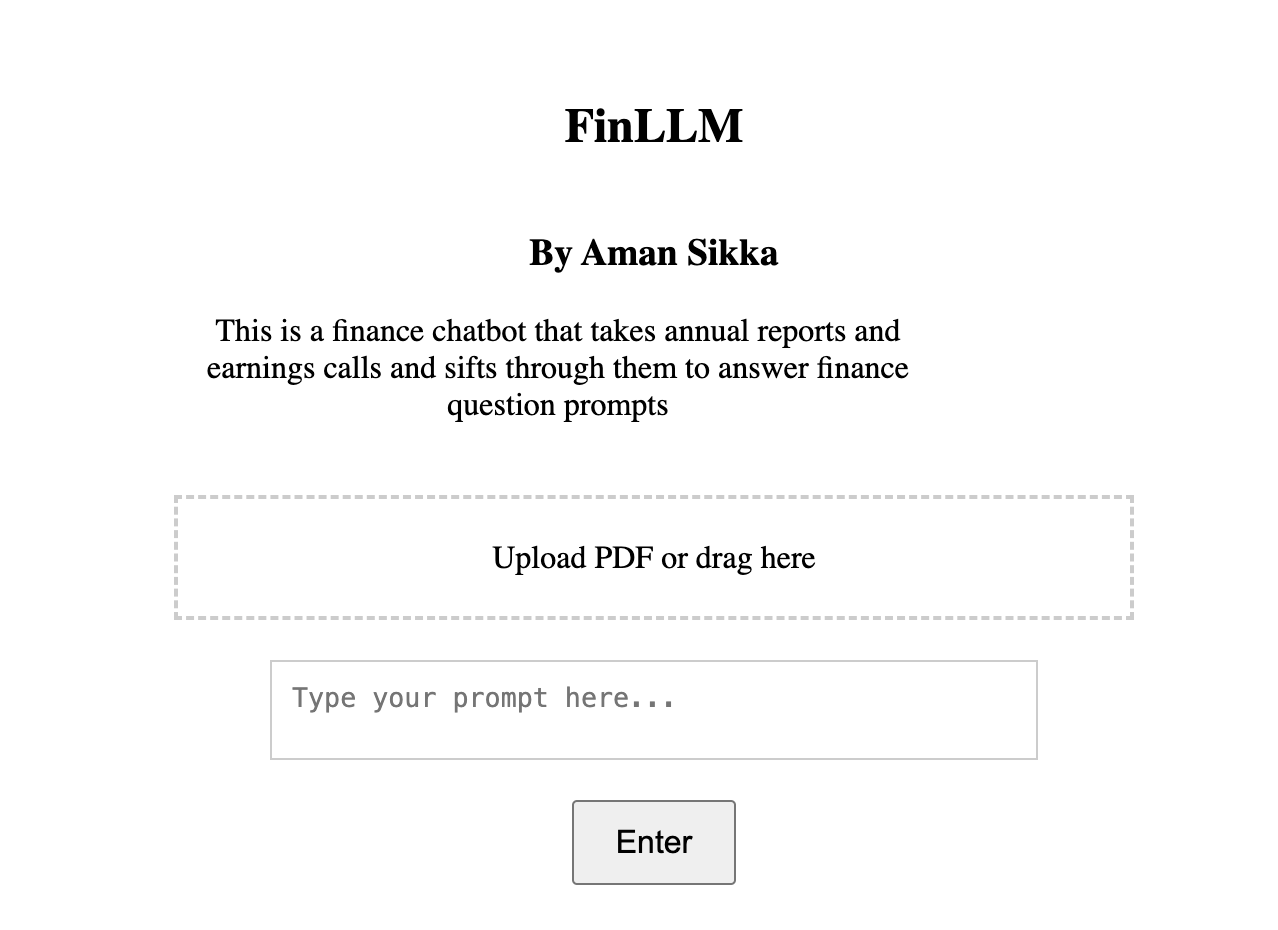 FinLLM
By Aman Sikka
This is a finance chatbot that takes annual reports and
earnings calls and sifts through them to answer finance
question prompts
Upload PDF or drag here
Type your prompt here...
Enter